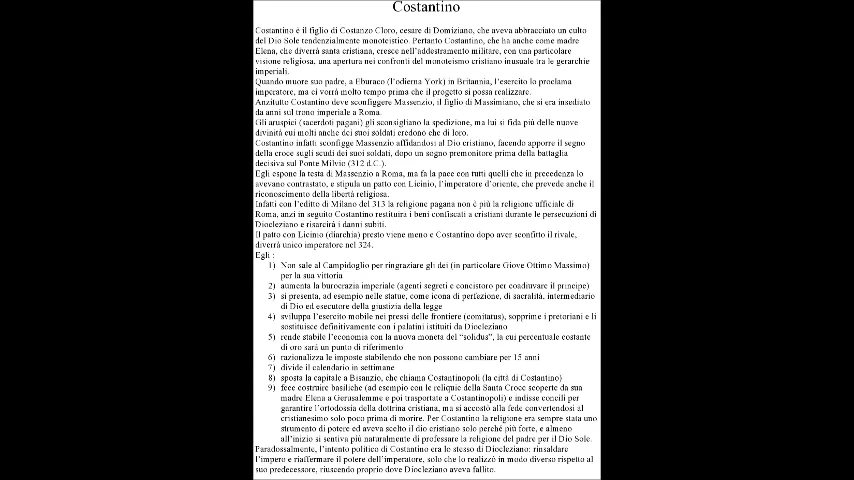 Costantino
Costantino è il figlio di Costanzo Cloro, cesare di Domiziano, che aveva abbracciato un culto
del Dio Sole tendenzialmente monoteistico. Pertanto Costantino, che ha anche come madre
Elena, che diverrà santa cristiana, cresce nell'addestramento militare, con una particolare
visione religiosa, una apertura nei confronti del monoteismo cristiano inusuale tra le gerarchie
imperiali.
Quando muore suo padre, a Eburaco (l'odierna York) in Britannia, l'esercito lo proclama
imperatore, ma ci vorrà molto tempo prima che il progetto si possa realizzare.
Anzitutto Costantino deve sconfiggere Massenzio, il figlio di Massimiano, che si era insediato
da anni sul trono imperiale a Roma.
Gli aruspici (sacerdoti pagani) gli sconsigliano la spedizione, ma lui si fida più delle nuove
divinità cui molti anche dei suoi soldati credono che di loro.
Costantino infatti sconfigge Massenzio affidandosi al Dio cristiano, facendo apporre il segno
della croce sugli scudi dei suoi soldati, dopo un sogno premonitore prima della battaglia
decisiva sul Ponte Milvio (312 d.C.).
Egli espone la testa di Massenzio a Roma, ma fa la pace con tutti quelli che in precedenza lo
avevano contrastato, e stipula un patto con Licinio, l'imperatore d'oriente, che prevede anche il
riconoscimento della libertà religiosa.
Infatti con l'editto di Milano del 313 la religione pagana non è più la religione ufficiale di
Roma, anzi in seguito Costantino restituirà i beni confiscati a cristiani durante le persecuzioni di
Diocleziano e risarcirà i danni subiti.
Il patto con Licinio (diarchia) presto viene meno e Costantino dopo aver sconfitto il rivale,
diverrà unico imperatore nel 324.
Egli :
1) Non sale al Campidoglio per ringraziare gli dei (in particolare Giove Ottimo Massimo)
per la sua vittoria
2) aumenta la burocrazia imperiale (agenti segreti e concistoro per coadiuvare il principe)
3) si presenta, ad esempio nelle statue, come icona di perfezione, di sacralità, intermediario
di Dio ed esecutore della giustizia della legge
4) sviluppa l'esercito mobile nei pressi delle frontiere (comitatus), sopprime i pretoriani e li
sostituisce definitivamente con i palatini istituiti da Diocleziano
5) rende stabile l'economia con la nuova moneta del "solidus", la cui percentuale costante
di oro sarà un punto di riferimento
6) razionalizza le imposte stabilendo che non possono cambiare per 15 anni
7) divide il calendario in settimane
8) sposta la capitale a Bisanzio, che chiama Costantinopoli (la città di Costantino)
9) fece costruire basiliche (ad esempio con le reliquie della Santa Croce scoperte da sua
madre Elena a Gerusalemme e poi trasportate a Costantinopoli) e indisse concili per
garantire l'ortodossia della dottrina cristiana, ma si accostò alla fede convertendosi al
cristianesimo solo poco prima di morire. Per Costantino la religione era sempre stata uno
strumento di potere ed aveva scelto il dio cristiano solo perché più forte, e almeno
all'inizio si sentiva più naturalmente di professare la religione del padre per il Dio Sole.
Paradossalmente, l'intento politico di Costantino era lo stesso di Diocleziano: rinsaldare
l'impero e riaffermare il potere dell'imperatore, solo che lo realizzò in modo diverso rispetto al
suo predecessore, riuscendo proprio dove Diocleziano aveva fallito.